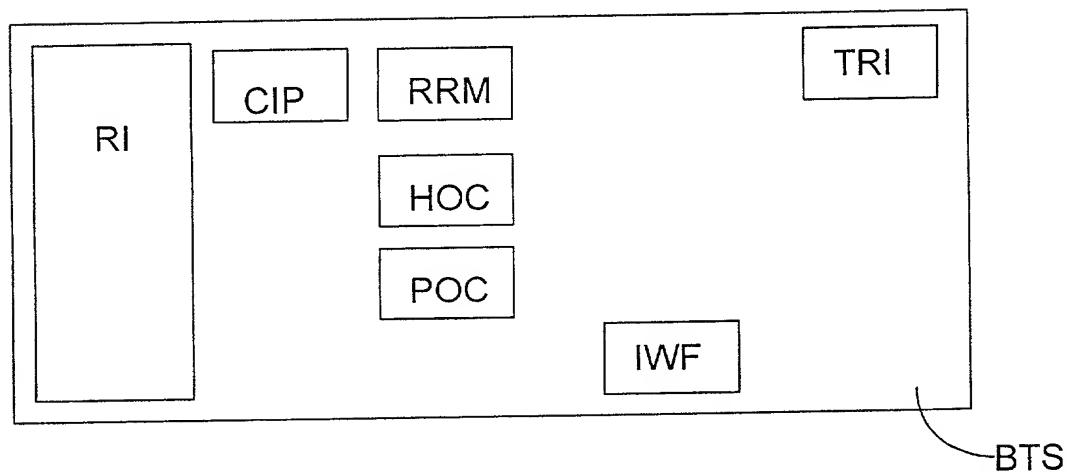 TRI
CIP
RRM
RI
HOC
POC
IWF
BTS